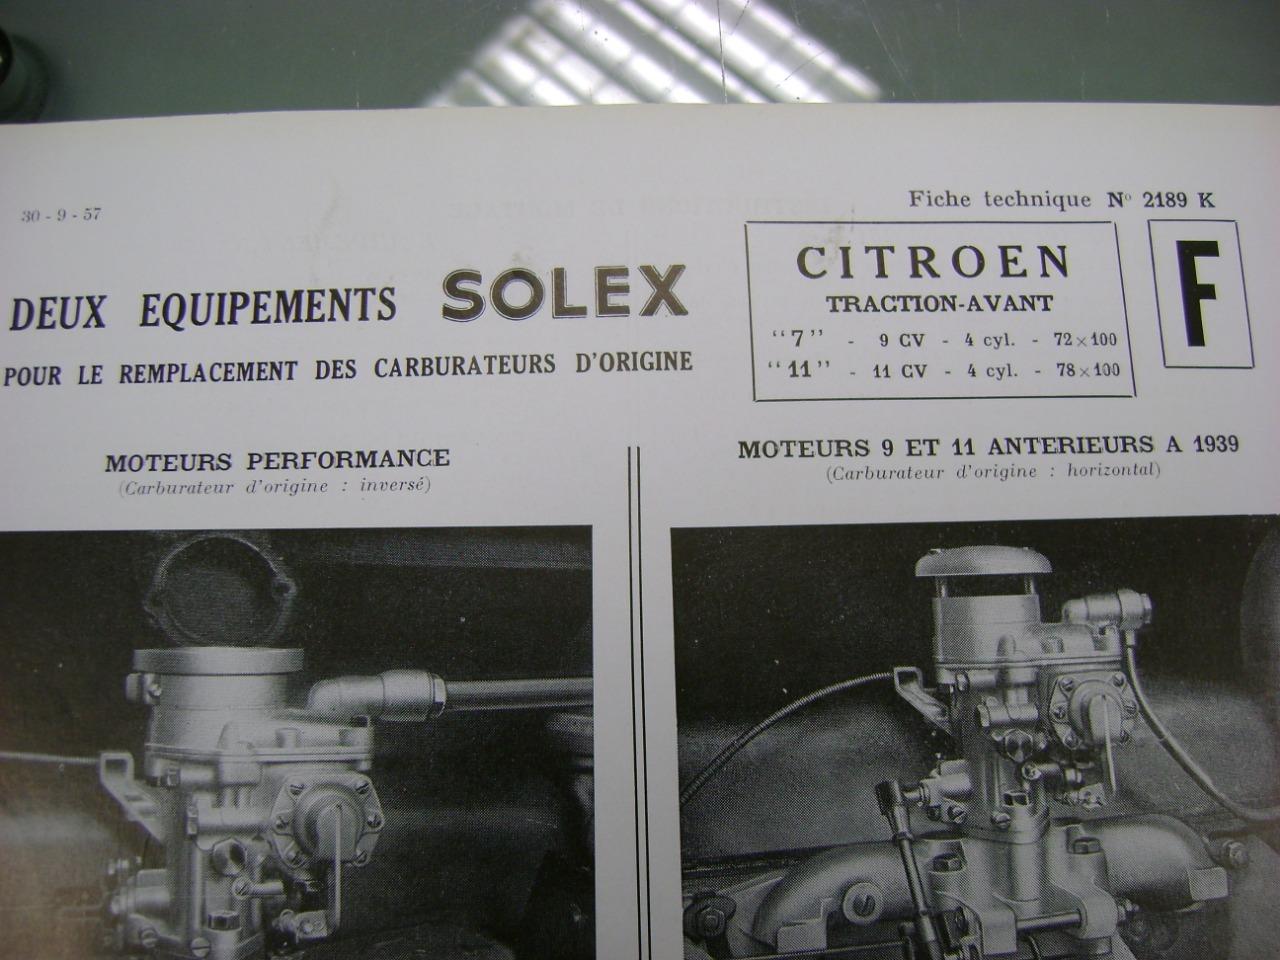 30 - 9 - 57
Fiche technique No 2189 K
DEUX EQUIPEMENTS SOLEX
POUR LE REMPLACEMENT DES CARBURATEURS D'ORIGINE
CITROEN
TRACTION-AVANT
"7" - 9 CV - 4 cyl. - 72 × 100
"11" - 11 CV - 4 cyl. - 78 × 100
F
MOTEURS PERFORMANCE
(Carburateur d'origine : inversé)
MOTEURS 9 ET 11 ANTERIEURS A 1939
(Carburateur d'origine : horizontal)